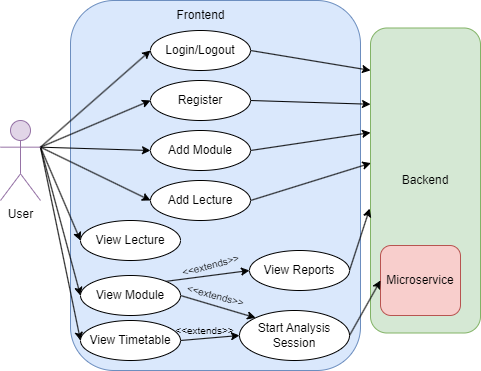 Frontend
Login/Logout
Register
Add Module
Backend
Add Lecture
User
View Lecture
<<extends>>
View Reports
Microservice
View Module
<<extends>>
View Timetable
<<extends>>
Start Analysis
Session